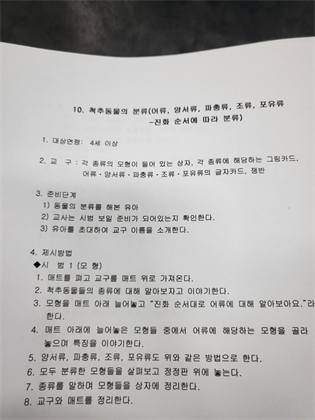 10. 척추동물의 분류(어류, 양서류, 파충류, 조류, 포유류
-진화 순서에 따라 분류)
1. 대상연령: 4세 이상
2. 교 구 : 각 종류의 모형이 들어 있는 상자, 각 종류에 해당하는 그림카드,
어류·양서류·파충류·조류·포유류의 글자카드, 쟁반
3. 준비단계
1) 동물의 분류를 해본 유아
2) 교사는 시범 보일 준비가 되어있는지 확인한다.
3) 유아를 초대하여 교구 이름을 소개한다.
4. 제시방법
◆시 범 1 (모 형)
1. 매트를 펴고 교구를 매트 위로 가져온다.
2. 척추동물들의 종류에 대해 알아보자고 이야기한다.
3. 모형을 매트 아래 늘어놓고 "진화 순서대로 어류에 대해 알아보아요."라
한다.
4. 매트 아래에 늘어놓은 모형들 중에서 어류에 해당하는 모형을 골라
놓으며 특징을 이야기한다.
5. 양서류, 파충류, 조류, 포유류도 위와 같은 방법으로 한다.
6. 모두 분류한 모형들을 살펴보고 정정판 위에 놓는다.
7. 종류를 말하며 모형들을 상자에 정리한다.
8. 교구와 매트를 정리한다.